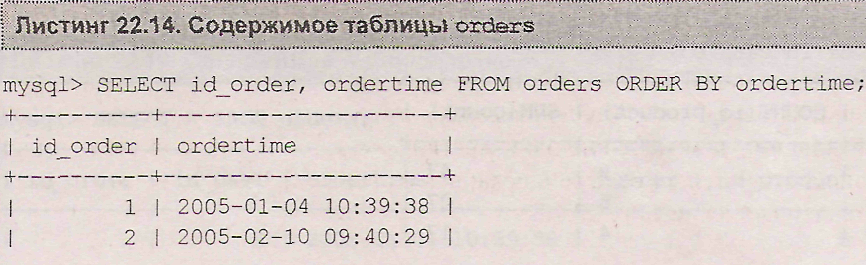 Листинг 22.14. Содержимое таблицы orders
mysql> SELECT id_order, ordertime FROM orders ORDER BY ordertime;
+----------+---------------------+
| id_order | ordertime           |
+----------+---------------------+
|        1 | 2005-01-04 10:39:38 |
|        2 | 2005-02-10 09:40:29 |